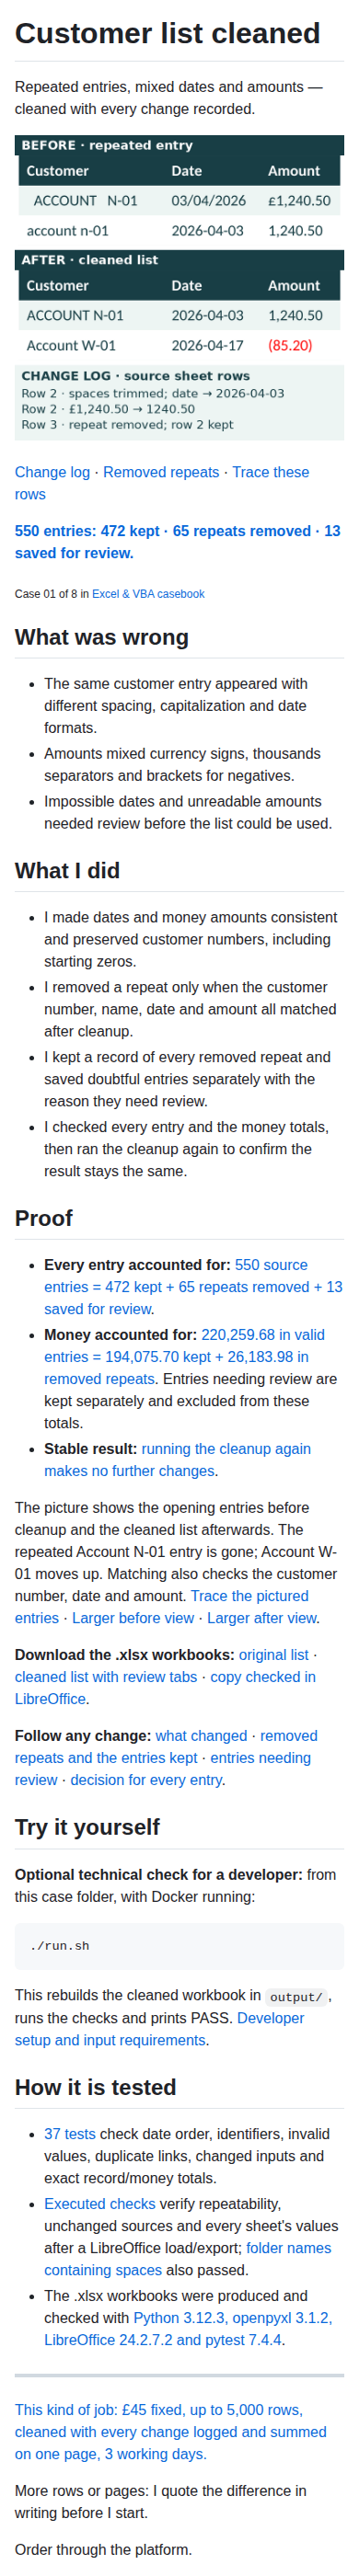 Customer list cleaned
Repeated entries, mixed dates and amounts —
cleaned with every change recorded.
BEFORE · repeated entry
Customer Date Amount
ACCOUNT N-01 03/04/2026 £1,240.50
account n-01 2026-04-03 1,240.50
AFTER · cleaned list
Customer Date Amount
ACCOUNT N-01 2026-04-03 1,240.50
Account W-01 2026-04-17 (85.20)
CHANGE LOG · source sheet rows
Row 2 · spaces trimmed; date → 2026-04-03
Row 2 · £1,240.50 → 1240.50
Row 3 · repeat removed; row 2 kept
Change log · Removed repeats · Trace these
rows
550 entries: 472 kept · 65 repeats removed · 13
saved for review.
Case 01 of 8 in Excel & VBA casebook
What was wrong
• The same customer entry appeared with
different spacing, capitalization and date
formats.
• Amounts mixed currency signs, thousands
separators and brackets for negatives.
• Impossible dates and unreadable amounts
needed review before the list could be used.
What I did
• I made dates and money amounts consistent
and preserved customer numbers, including
starting zeros.
• I removed a repeat only when the customer
number, name, date and amount all matched
after cleanup.
• I kept a record of every removed repeat and
saved doubtful entries separately with the
reason they need review.
• I checked every entry and the money totals,
then ran the cleanup again to confirm the
result stays the same.
Proof
• Every entry accounted for: 550 source
entries = 472 kept + 65 repeats removed + 13
saved for review.
• Money accounted for: 220,259.68 in valid
entries = 194,075.70 kept + 26,183.98 in
removed repeats. Entries needing review are
kept separately and excluded from these
totals.
• Stable result: running the cleanup again
makes no further changes.
The picture shows the opening entries before
cleanup and the cleaned list afterwards. The
repeated Account N-01 entry is gone; Account W-
01 moves up. Matching also checks the customer
number, date and amount. Trace the pictured
entries · Larger before view · Larger after view.
Download the .xlsx workbooks: original list ·
cleaned list with review tabs · copy checked in
LibreOffice.
Follow any change: what changed · removed
repeats and the entries kept · entries needing
review · decision for every entry.
Try it yourself
Optional technical check for a developer: from
this case folder, with Docker running:
./run.sh
This rebuilds the cleaned workbook in output/,
runs the checks and prints PASS. Developer
setup and input requirements.
How it is tested
• 37 tests check date order, identifiers, invalid
values, duplicate links, changed inputs and
exact record/money totals.
• Executed checks verify repeatability,
unchanged sources and every sheet's values
after a LibreOffice load/export; folder names
containing spaces also passed.
• The .xlsx workbooks were produced and
checked with Python 3.12.3, openpyxl 3.1.2,
LibreOffice 24.2.7.2 and pytest 7.4.4.
This kind of job: £45 fixed, up to 5,000 rows,
cleaned with every change logged and summed
on one page, 3 working days.
More rows or pages: I quote the difference in
writing before I start.
Order through the platform.